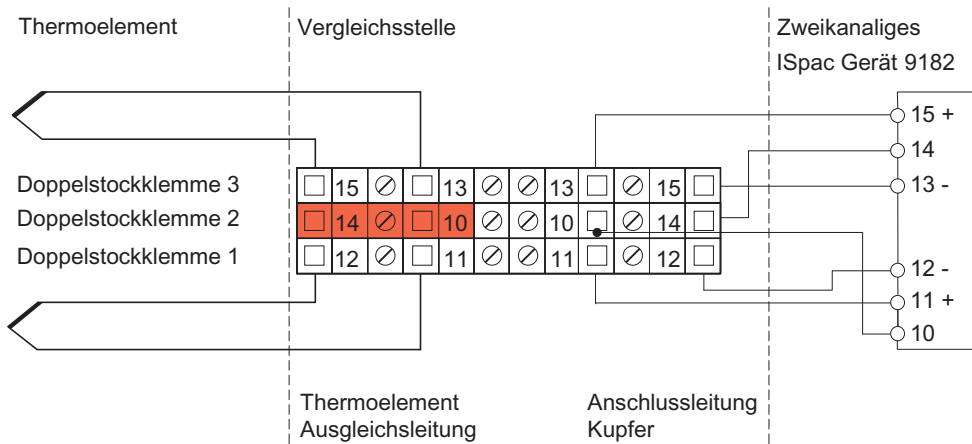 Thermoelement
Vergleichsstelle
Zweikanaliges
ISpac Gerät 9182
15 +
14
13 -
Doppelstockklemme 3
15 13 13 15
Doppelstockklemme 2
14 10 10 14
Doppelstockklemme 1
12 11 11 12
12 -
11 +
10
Thermoelement
Ausgleichsleitung
Anschlussleitung
Kupfer